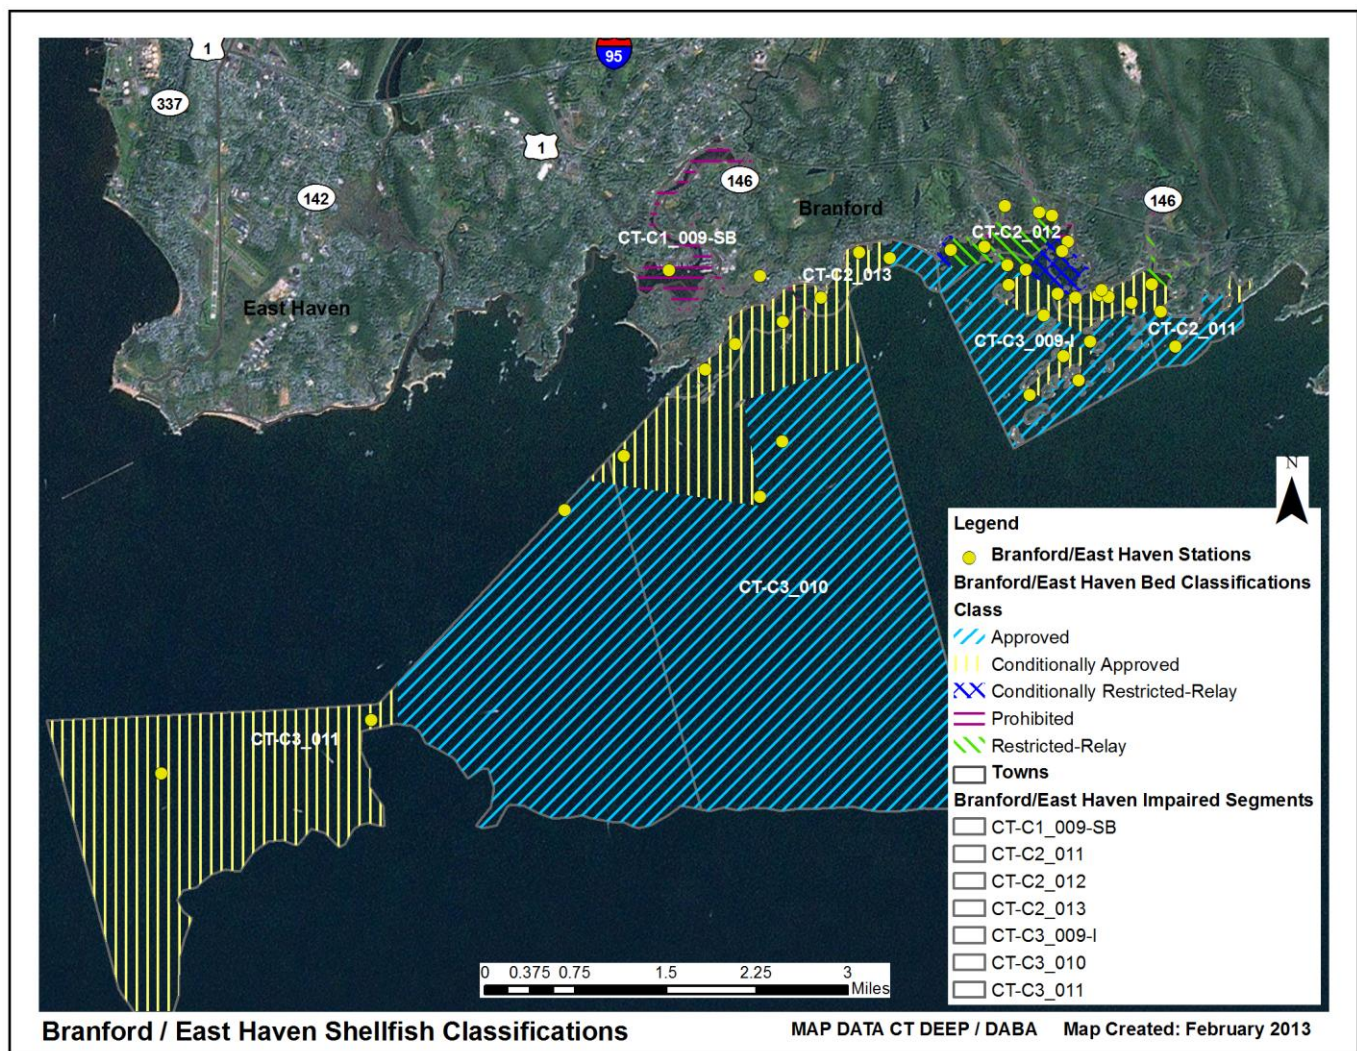 1
95
337
1
146
142
Branford
146
CT-C2_012
CT-C1_009-SB
CT-C2_013
East Haven
CT-C2_011
CT-C3_009-I
N
CT-C3_010
CT-C3_011
Legend
Branford/East Haven Stations
Branford/East Haven Bed Classifications
Class
Approved
Conditionally Approved
Conditionally Restricted-Relay
Prohibited
Restricted-Relay
Towns
Branford/East Haven Impaired Segments
CT-C1_009-SB
CT-C2_011
CT-C2_012
CT-C2_013
CT-C3_009-I
CT-C3_010
CT-C3_011
0 0.375 0.75 1.5 2.25 3
Miles
Branford / East Haven Shellfish Classifications
MAP DATA CT DEEP / DABA Map Created: February 2013